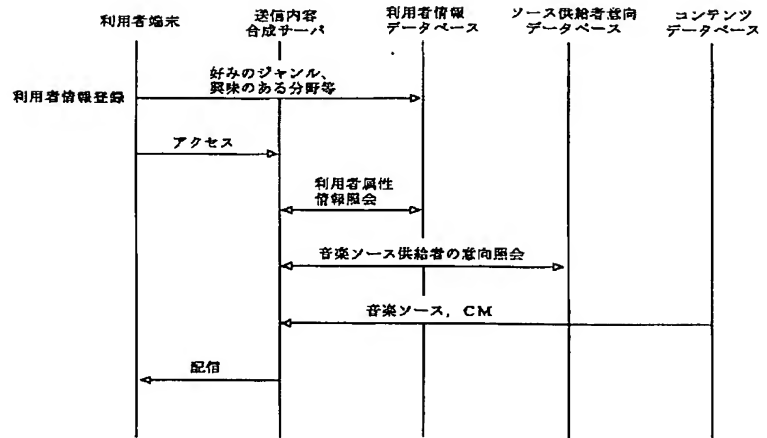 利用者端末
送信内容
合成サーバ
利用者情報
データベース
ソース供給者意向
データベース
コンテンツ
データベース
利用者情報登録
好みのジャンル、
興味のある分野等
アクセス
利用者属性
情報照会
音楽ソース供給者の意向照会
音楽ソース，CM
配信